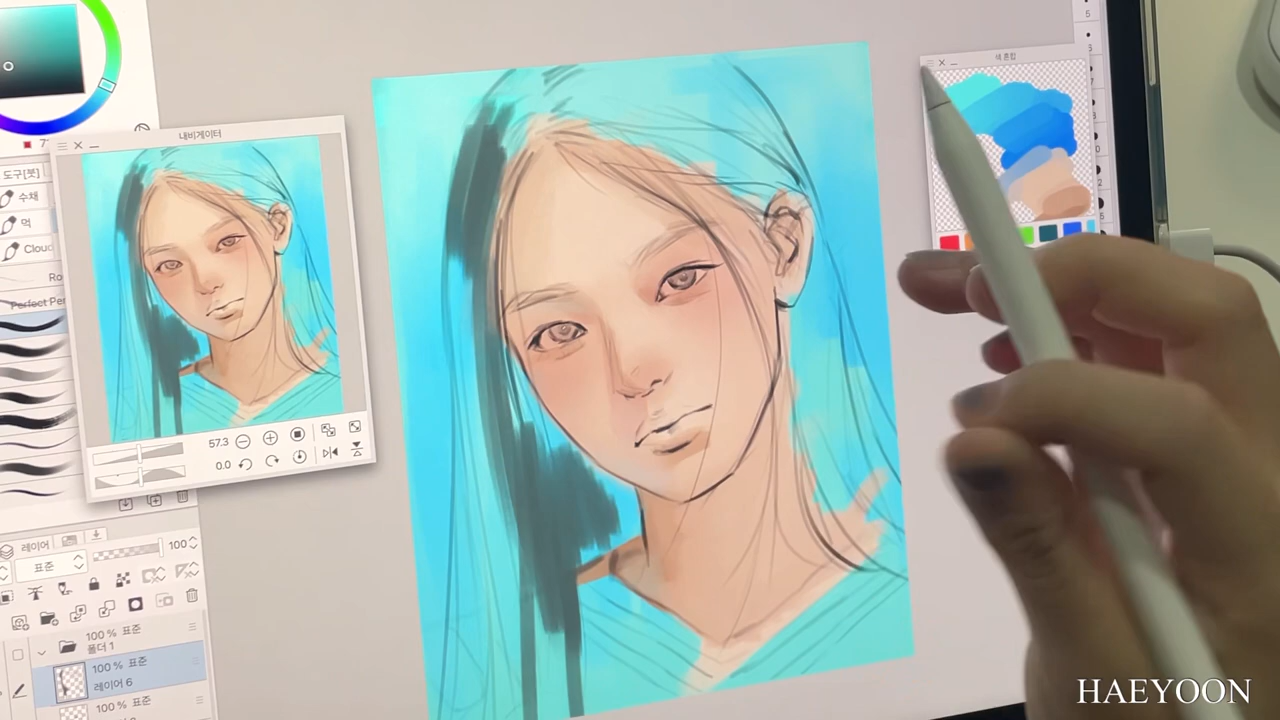 색 혼합
내비게이터
도구[붓]
수채
먹
Clou
Ro
Perfect Pe
57.3
0.0
레이어
100
표준
100 % 표준
폴더 1
100 % 표준
레이어 6
100 % 표준
HAEYOON